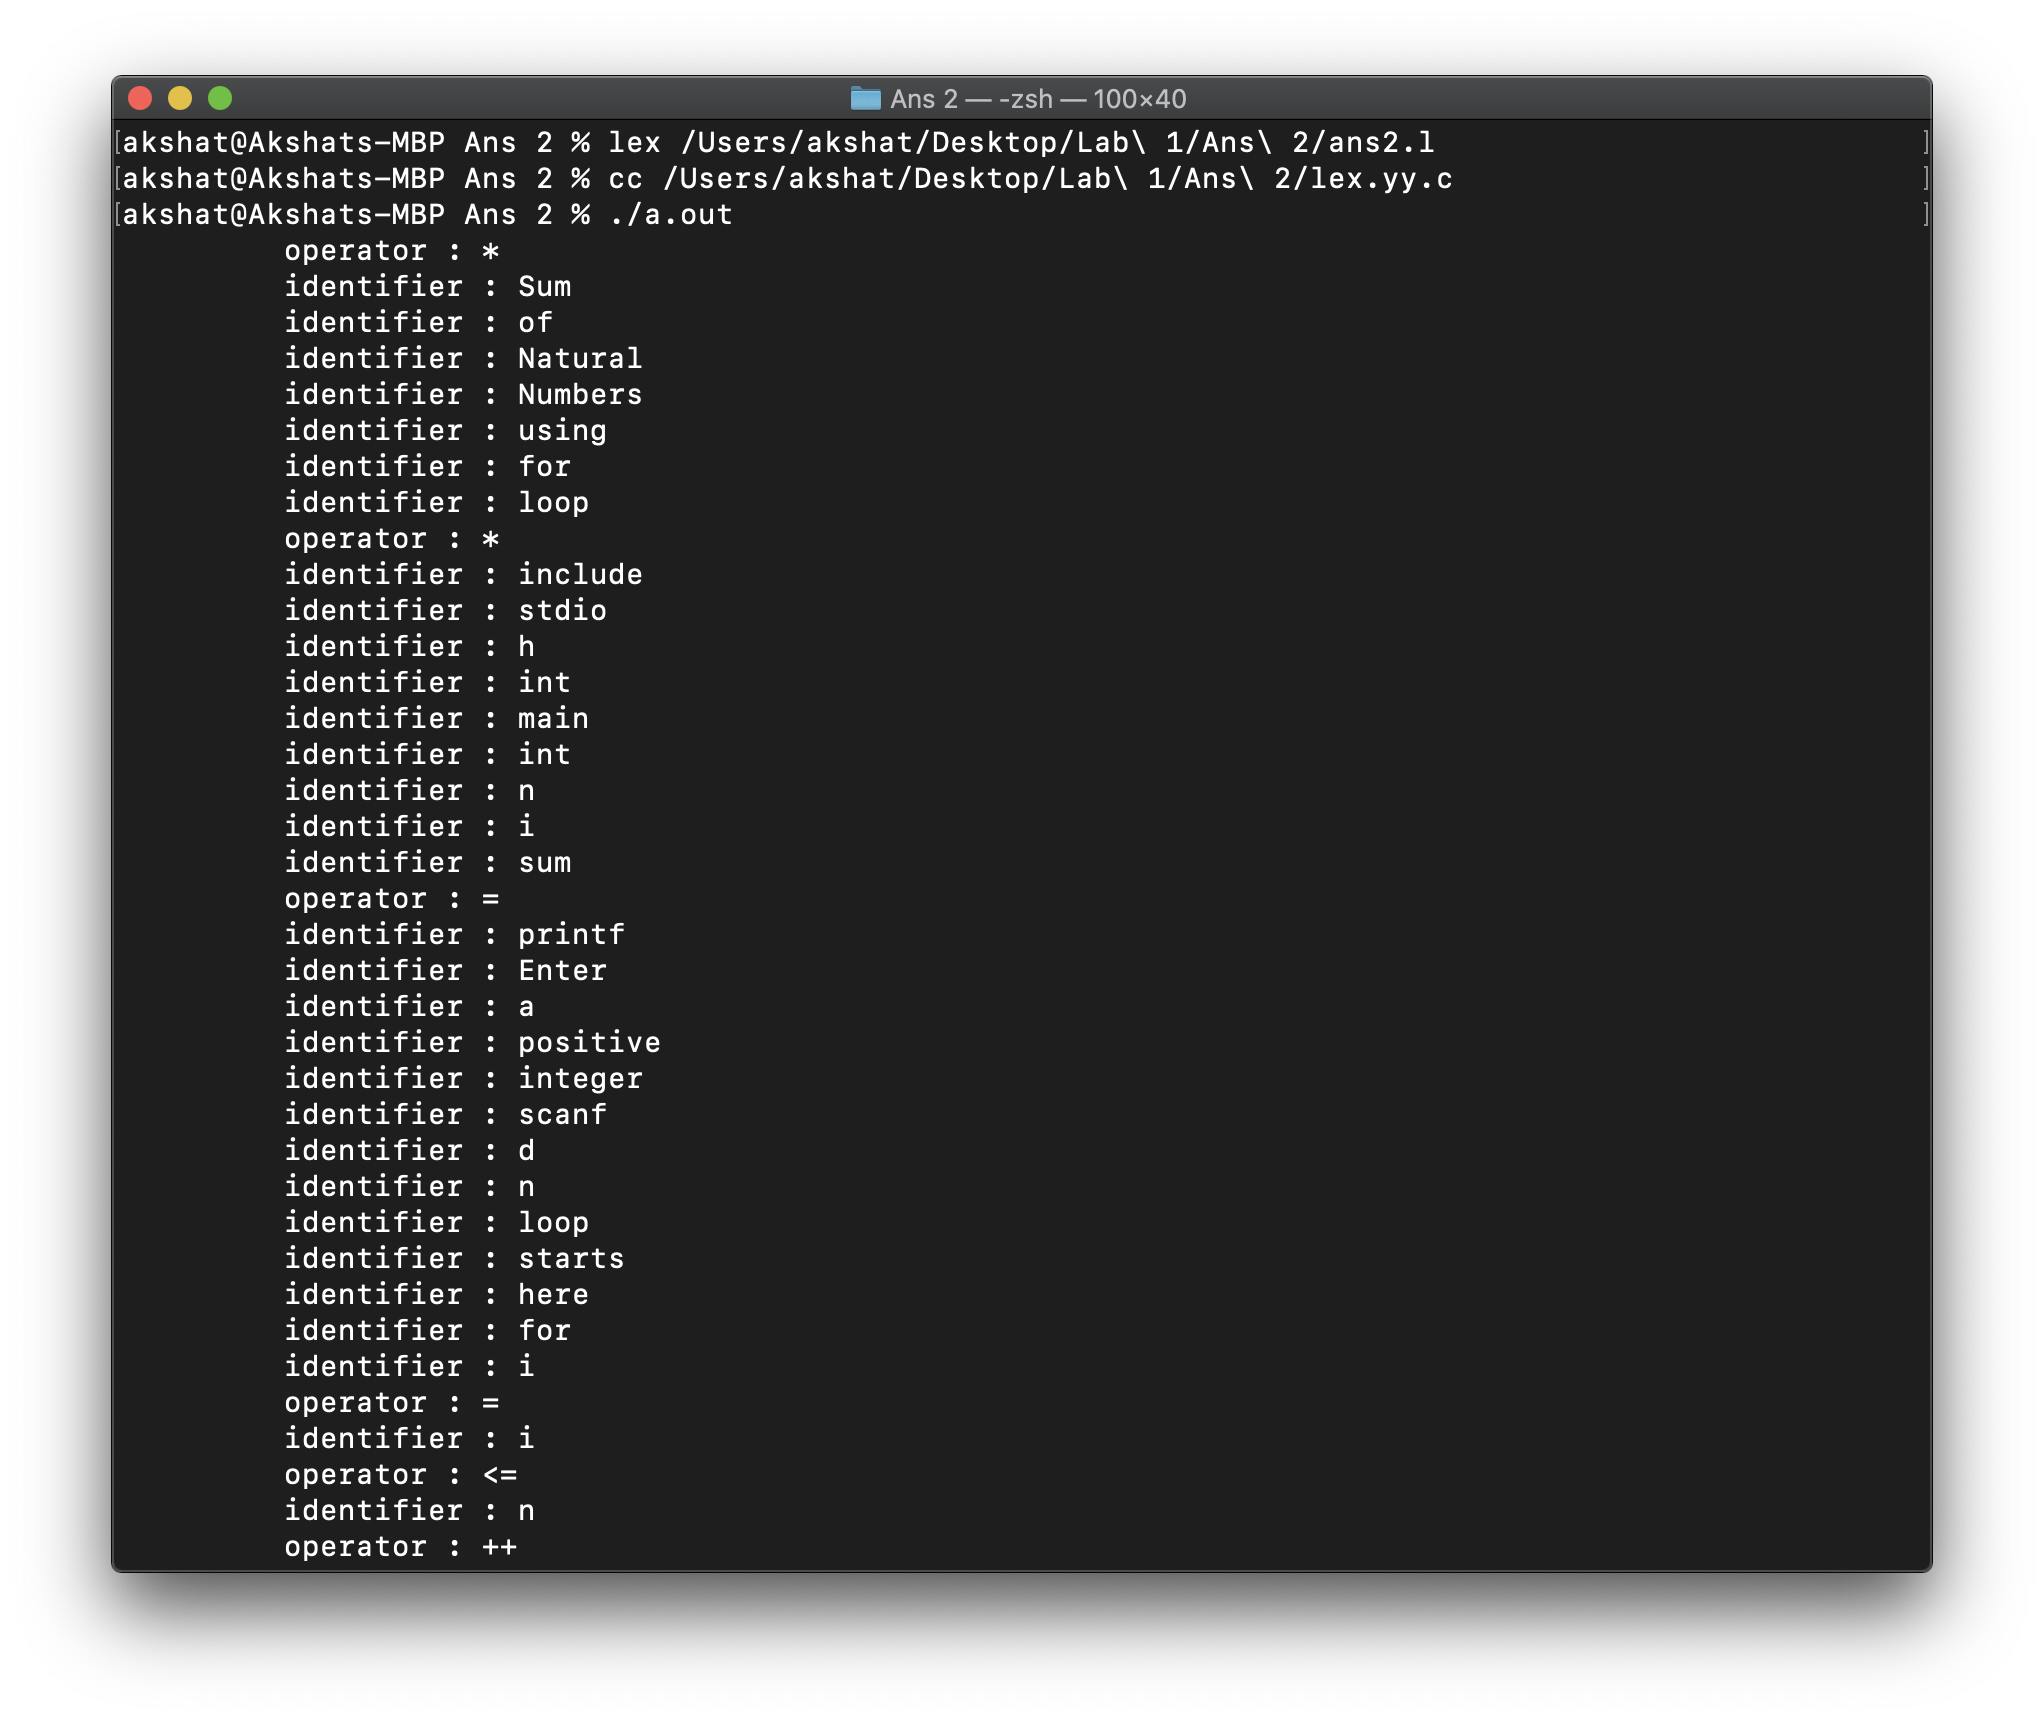 Ans 2 — -zsh — 100×40
[akshat@Akshats-MBP Ans 2 % lex /Users/akshat/Desktop/Lab\ 1/Ans\ 2/ans2.l ]
[akshat@Akshats-MBP Ans 2 % cc /Users/akshat/Desktop/Lab\ 1/Ans\ 2/lex.yy.c ]
[akshat@Akshats-MBP Ans 2 % ./a.out ]
operator : *
identifier : Sum
identifier : of
identifier : Natural
identifier : Numbers
identifier : using
identifier : for
identifier : loop
operator : *
identifier : include
identifier : stdio
identifier : h
identifier : int
identifier : main
identifier : int
identifier : n
identifier : i
identifier : sum
operator : =
identifier : printf
identifier : Enter
identifier : a
identifier : positive
identifier : integer
identifier : scanf
identifier : d
identifier : n
identifier : loop
identifier : starts
identifier : here
identifier : for
identifier : i
operator : =
identifier : i
operator : <=
identifier : n
operator : ++